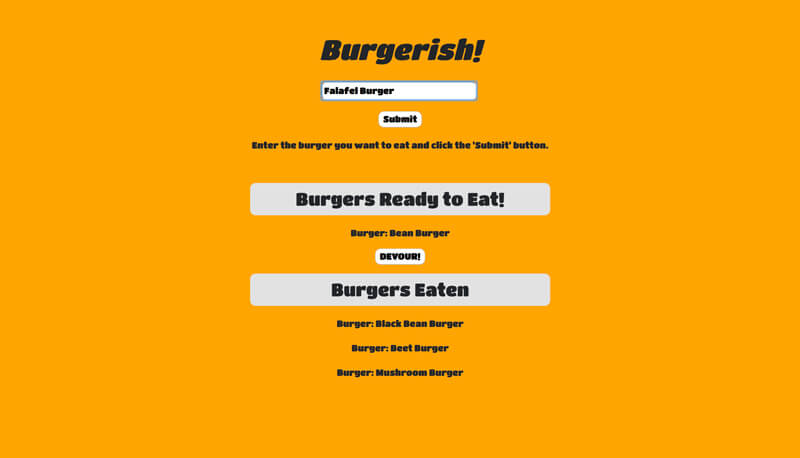 Burgerish!
Falafel Burger
Submit
Enter the burger you want to eat and click the 'Submit' button.
Burgers Ready to Eat!
Burger: Bean Burger
DEVOUR!
Burgers Eaten
Burger: Black Bean Burger
Burger: Beet Burger
Burger: Mushroom Burger